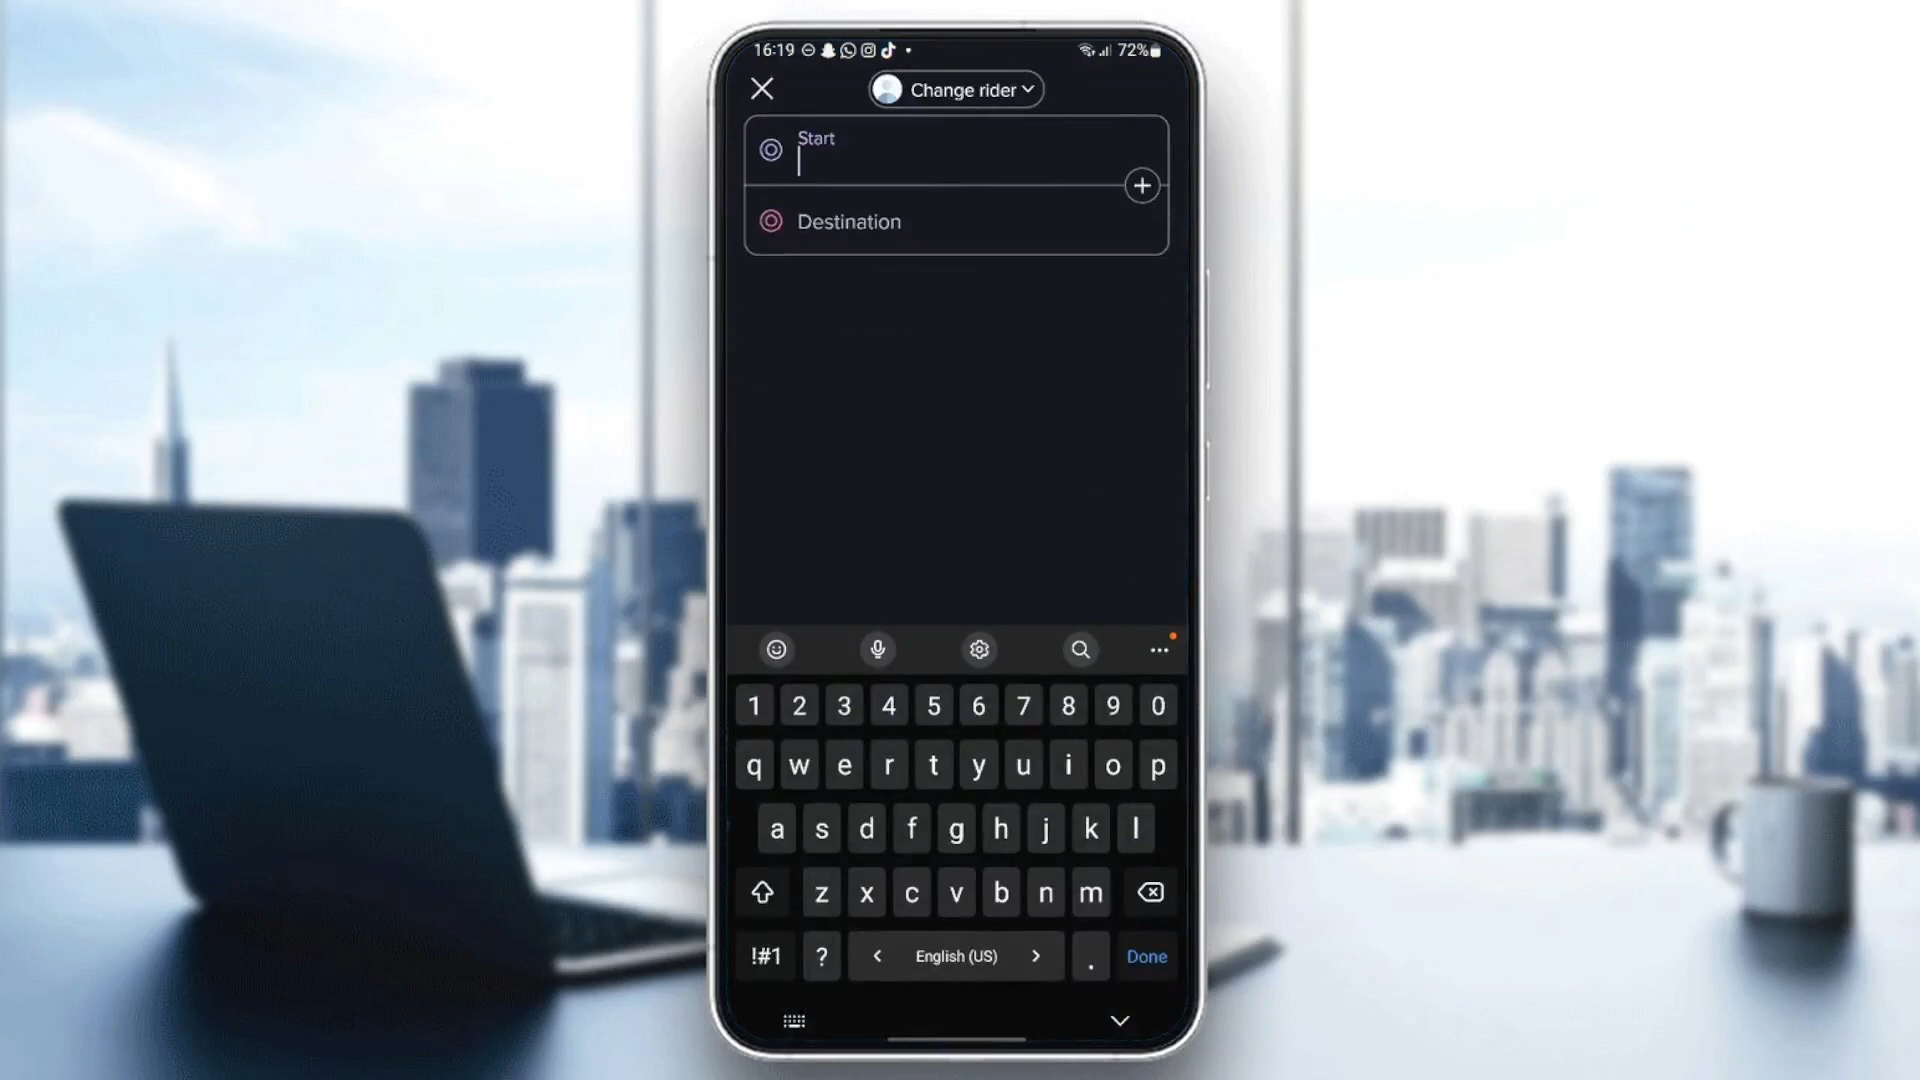 16:19 72%
Change rider
Start
Destination
1 2 3 4 5 6 7 8 9 0
q w e r t y u i o p
a s d f g h j k l
z x c v b n m
!#1 ? < English (US) > . Done